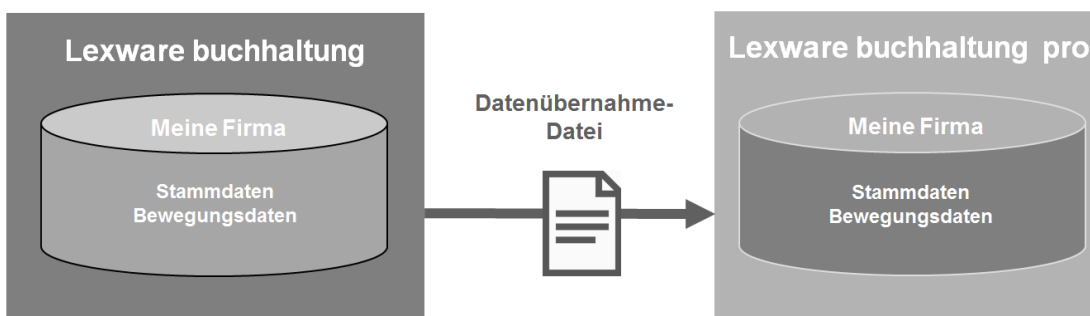 Lexware buchhaltung
Meine Firma
Stammdaten
Bewegungsdaten
Datenübernahme-
Datei
Lexware buchhaltung pro
Meine Firma
Stammdaten
Bewegungsdaten